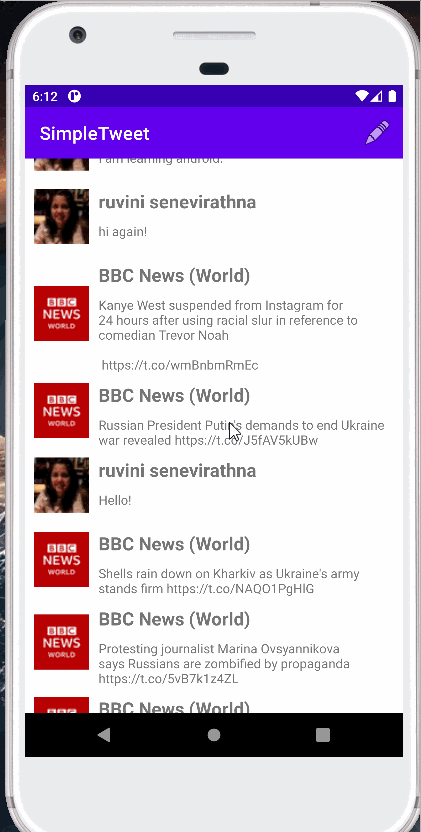 6:12
SimpleTweet
I am learning android.
ruvini senevirathna
hi again!
BBC News (World)
BBC
NEWS
WORLD
Kanye West suspended from Instagram for
24 hours after using racial slur in reference to
comedian Trevor Noah
https://t.co/wmBnbmRmEc
BBC News (World)
BBC
NEWS
WORLD
Russian President Putin's demands to end Ukraine
war revealed https://t.co/J5fAV5kUBw
ruvini senevirathna
Hello!
BBC News (World)
BBC
NEWS
WORLD
Shells rain down on Kharkiv as Ukraine's army
stands firm https://t.co/NAQO1PgHIG
BBC News (World)
BBC
NEWS
WORLD
Protesting journalist Marina Ovsyannikova
says Russians are zombified by propaganda
https://t.co/5vB7k1z4ZL
BBC News (World)